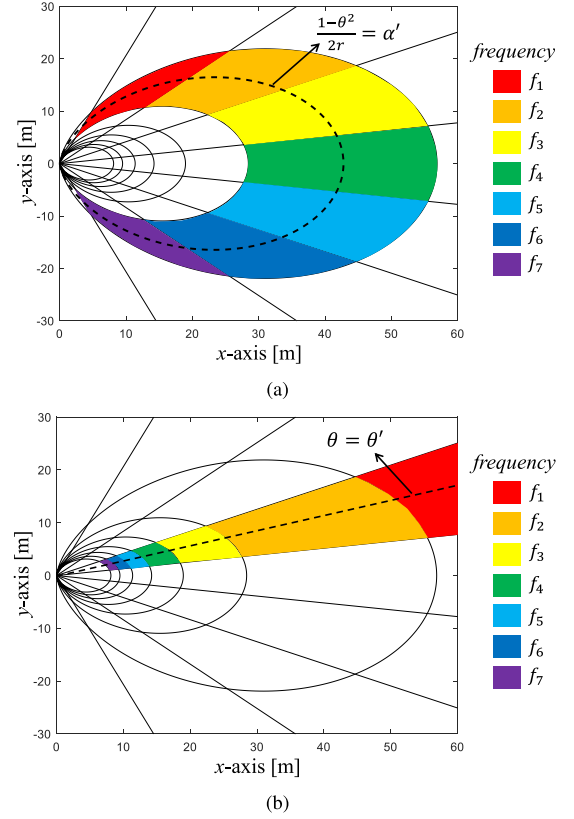 (1-θ²)/2r = α′
frequency
f₁
f₂
f₃
f₄
f₅
f₆
f₇
30
20
10
0
-10
-20
-30
y-axis [m]
0 10 20 30 40 50 60
x-axis [m]
(a)
θ = θ′
frequency
f₁
f₂
f₃
f₄
f₅
f₆
f₇
30
20
10
0
-10
-20
-30
y-axis [m]
0 10 20 30 40 50 60
x-axis [m]
(b)